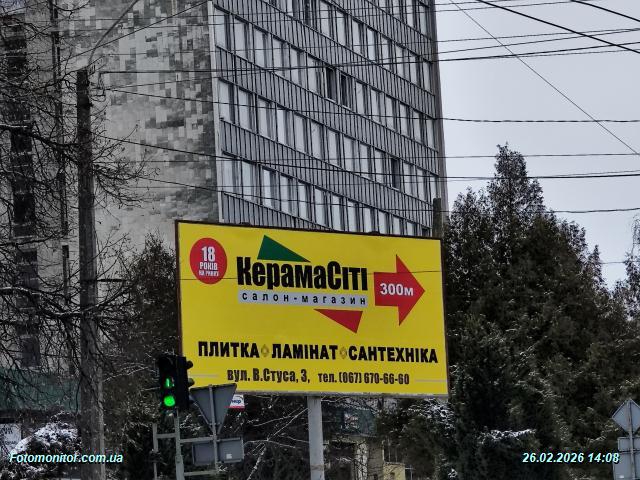 18
РОКІВ
НА РИНКУ
КерамаСіті
салон-магазин
300м
ПЛИТКА ЛАМІНАТ САНТЕХНІКА
вул. В.Стуса, 3, тел. (067) 670-66-60
Fotomonitor.com.ua
26.02.2026 14:08